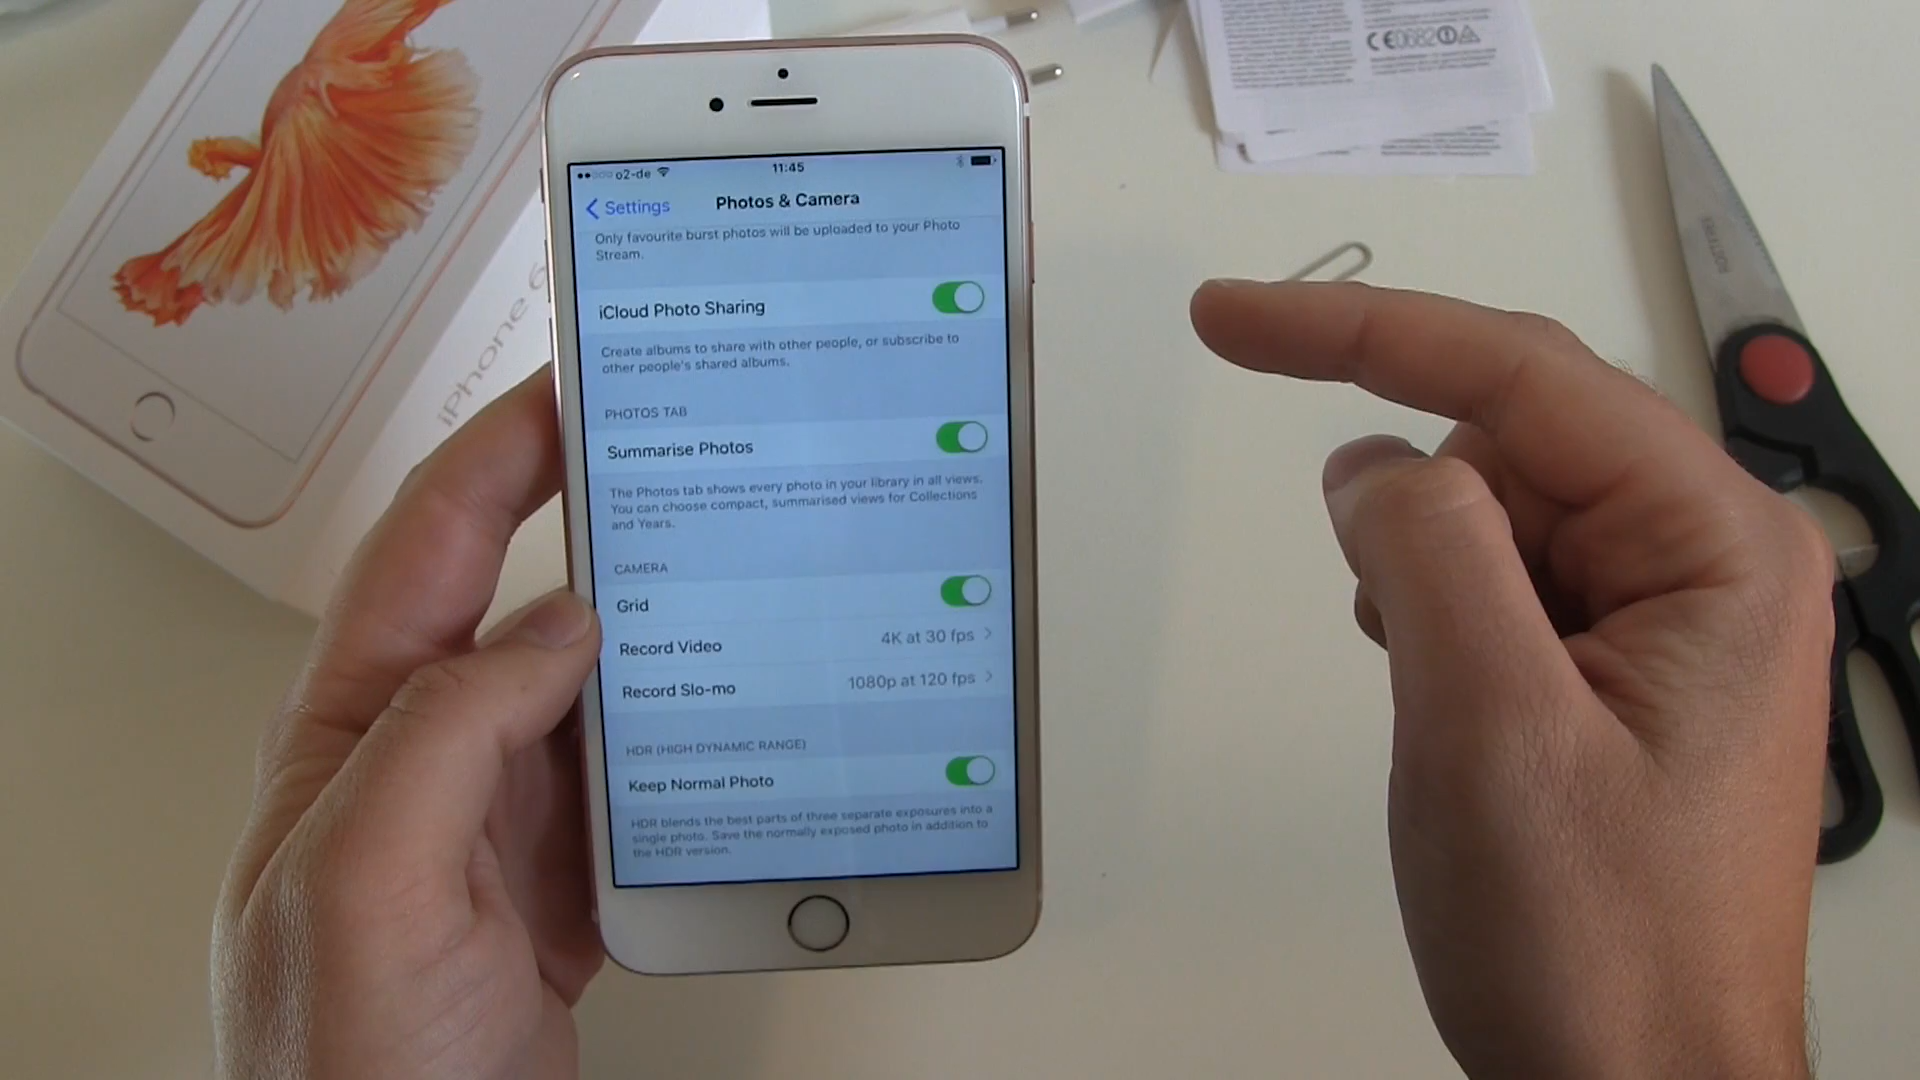 o2-de
11:45
Settings
Photos & Camera
Only favourite burst photos will be uploaded to your Photo
Stream.
iCloud Photo Sharing
Create albums to share with other people, or subscribe to
other people's shared albums.
PHOTOS TAB
Summarise Photos
The Photos tab shows every photo in your library in all views.
You can choose compact, summarised views for Collections
and Years.
CAMERA
Grid
Record Video
4K at 30 fps
Record Slo-mo
1080p at 120 fps
HDR (HIGH DYNAMIC RANGE)
Keep Normal Photo
HDR blends the best parts of three separate exposures into a
single photo. Save the normally exposed photo in addition to
the HDR version.
iPhone 6
CE0682